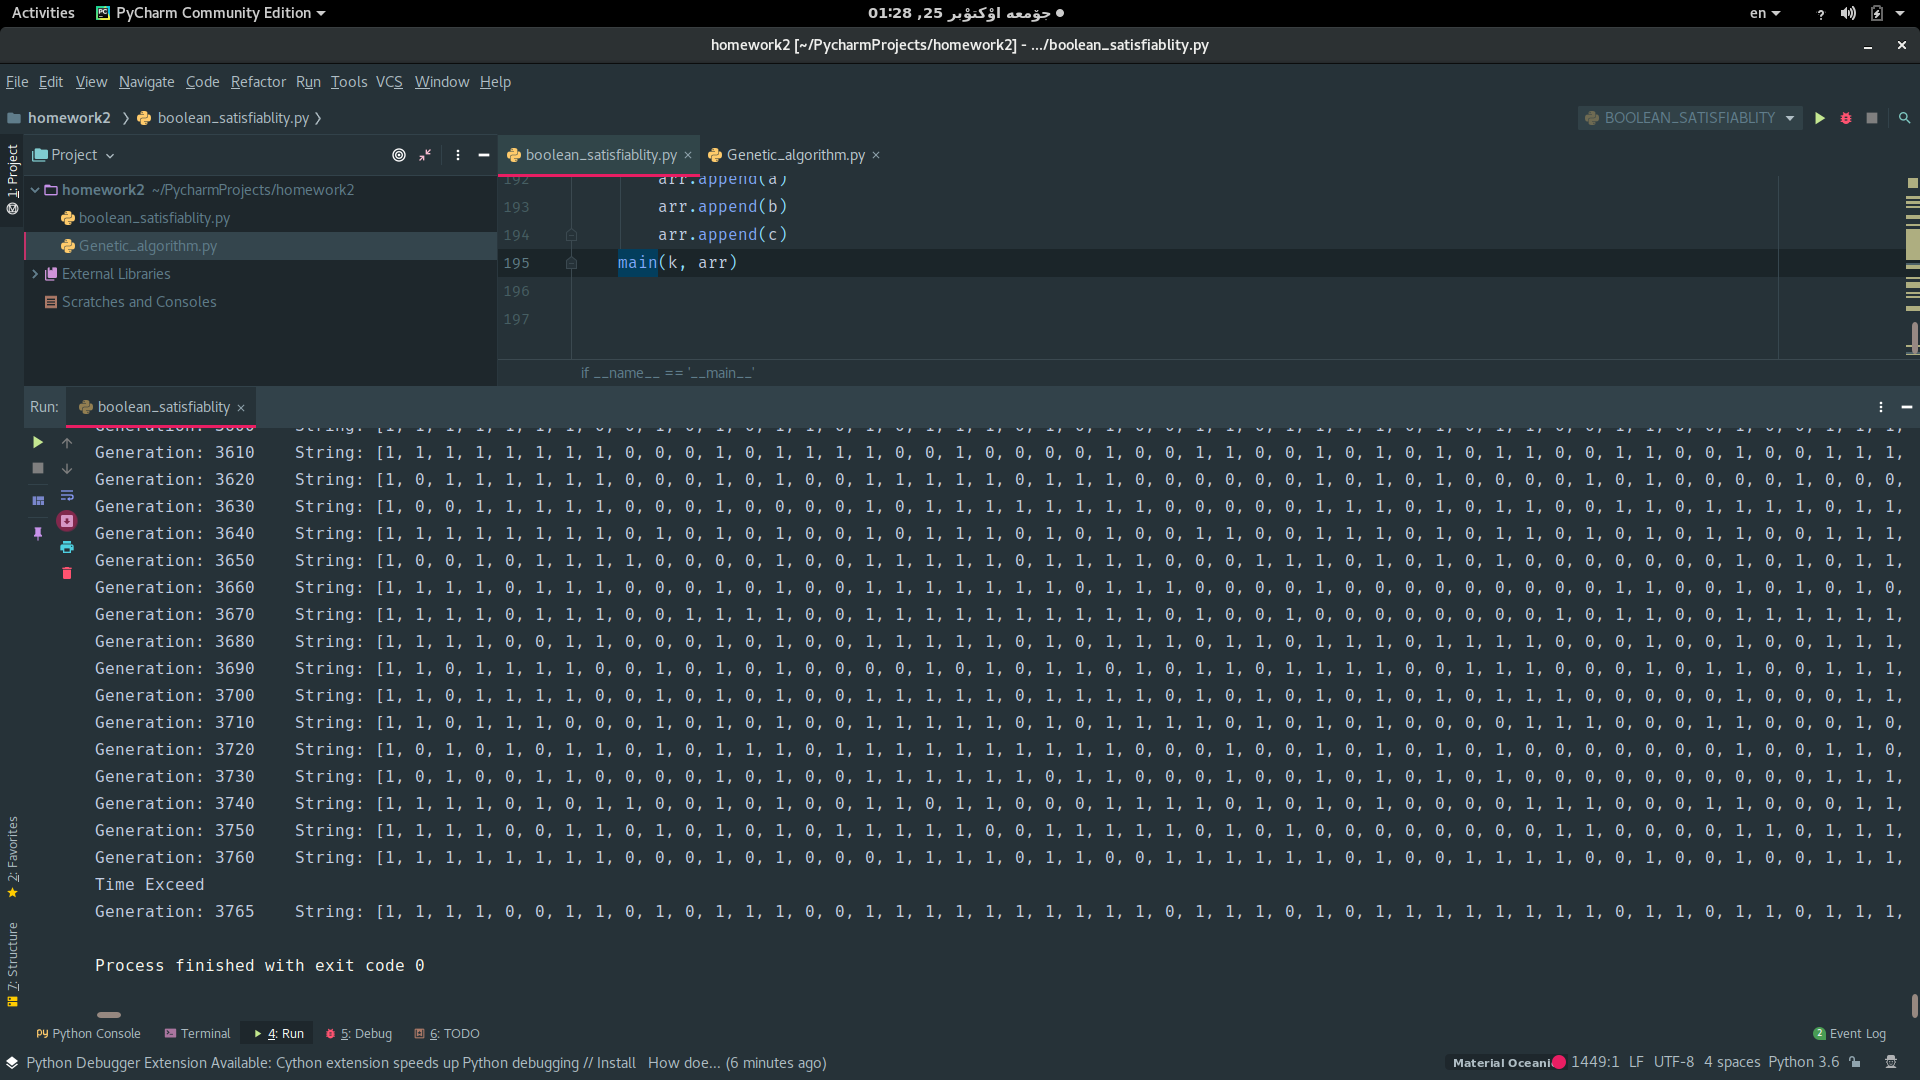 Activities PyCharm Community Edition جۆمعه اوْکتوْبر 25, 01:28 en
homework2 [~/PycharmProjects/homework2] - .../boolean_satisfiablity.py
File Edit View Navigate Code Refactor Run Tools VCS Window Help
homework2 boolean_satisfiablity.py BOOLEAN_SATISFIABLITY
1: Project
Project
boolean_satisfiablity.py Genetic_algorithm.py
homework2 ~/PycharmProjects/homework2
boolean_satisfiablity.py
Genetic_algorithm.py
External Libraries
Scratches and Consoles
192 arr.append(a)
193 arr.append(b)
194 arr.append(c)
195 main(k, arr)
196
197
if __name__ == '__main__'
Run: boolean_satisfiablity
Generation: 3610 String: [1, 1, 1, 1, 1, 1, 1, 1, 0, 0, 0, 1, 0, 1, 1, 1, 1, 0, 0, 1, 0, 0, 0, 0, 1, 0, 0, 1, 1, 0, 0, 1, 0, 1, 0, 1, 0, 1, 1, 0, 0, 1, 1, 0, 0, 1, 0, 0, 1, 1, 1,
Generation: 3620 String: [1, 0, 1, 1, 1, 1, 1, 1, 0, 0, 1, 0, 1, 0, 0, 1, 1, 1, 1, 1, 1, 0, 1, 1, 1, 0, 0, 0, 0, 0, 0, 1, 0, 1, 0, 1, 0, 0, 0, 0, 1, 0, 1, 0, 0, 0, 0, 1, 0, 0, 0,
Generation: 3630 String: [1, 0, 0, 1, 1, 1, 1, 1, 0, 0, 0, 1, 0, 0, 0, 0, 1, 0, 1, 1, 1, 1, 1, 1, 1, 1, 0, 0, 0, 0, 0, 1, 1, 1, 0, 1, 0, 1, 1, 0, 0, 1, 1, 0, 1, 1, 1, 1, 0, 1, 1,
Generation: 3640 String: [1, 1, 1, 1, 1, 1, 1, 1, 0, 1, 0, 1, 0, 1, 0, 0, 1, 0, 1, 1, 1, 0, 1, 0, 1, 0, 0, 1, 1, 0, 0, 1, 1, 1, 0, 1, 0, 1, 1, 0, 1, 0, 1, 0, 1, 1, 0, 0, 1, 1, 1,
Generation: 3650 String: [1, 0, 0, 1, 0, 1, 1, 1, 1, 0, 0, 0, 0, 1, 0, 0, 1, 1, 1, 1, 1, 0, 1, 1, 1, 1, 0, 0, 0, 1, 1, 1, 0, 1, 0, 1, 0, 1, 0, 0, 0, 0, 0, 0, 0, 1, 0, 1, 0, 1, 1,
Generation: 3660 String: [1, 1, 1, 1, 0, 1, 1, 1, 0, 0, 1, 0, 1, 0, 0, 1, 1, 1, 1, 1, 1, 1, 1, 0, 1, 1, 1, 0, 0, 0, 0, 1, 0, 0, 0, 0, 0, 0, 0, 0, 0, 1, 1, 0, 0, 1, 0, 1, 0, 1, 0,
Generation: 3670 String: [1, 1, 1, 1, 0, 1, 1, 1, 0, 0, 1, 1, 1, 1, 0, 0, 1, 1, 1, 1, 1, 1, 1, 1, 1, 1, 1, 0, 1, 0, 0, 1, 0, 0, 0, 0, 0, 0, 0, 0, 1, 0, 1, 1, 0, 0, 1, 1, 1, 1, 1, 1,
Generation: 3680 String: [1, 1, 1, 1, 0, 0, 1, 1, 0, 0, 1, 0, 1, 1, 0, 0, 1, 1, 1, 1, 1, 0, 1, 0, 1, 1, 1, 0, 1, 1, 0, 1, 1, 1, 0, 1, 1, 1, 1, 0, 0, 0, 0, 1, 0, 1, 0, 0, 1, 1, 1,
Generation: 3690 String: [1, 1, 0, 1, 1, 1, 1, 0, 0, 1, 0, 1, 0, 1, 0, 0, 0, 0, 1, 0, 1, 0, 1, 1, 0, 1, 0, 1, 1, 0, 1, 1, 1, 1, 0, 0, 1, 1, 1, 0, 0, 0, 1, 0, 1, 1, 0, 0, 1, 1, 1,
Generation: 3700 String: [1, 1, 0, 1, 1, 1, 1, 0, 0, 1, 0, 1, 0, 1, 0, 0, 1, 1, 1, 1, 1, 0, 1, 1, 1, 1, 0, 1, 0, 1, 0, 1, 0, 1, 0, 1, 1, 1, 0, 0, 0, 0, 1, 0, 1, 0, 0, 0, 1, 1,
Generation: 3710 String: [1, 1, 0, 1, 1, 1, 0, 0, 0, 1, 0, 1, 0, 1, 0, 0, 1, 1, 1, 1, 1, 0, 1, 0, 1, 1, 1, 1, 0, 1, 0, 1, 0, 1, 0, 0, 0, 0, 1, 1, 1, 0, 0, 0, 1, 1, 0, 0, 0, 1, 0,
Generation: 3720 String: [1, 0, 1, 0, 1, 0, 1, 1, 0, 1, 0, 1, 1, 1, 0, 1, 1, 1, 1, 1, 1, 1, 1, 1, 1, 0, 0, 0, 1, 0, 0, 1, 0, 1, 0, 1, 0, 1, 0, 0, 0, 0, 0, 0, 0, 1, 0, 0, 1, 1, 0,
Generation: 3730 String: [1, 0, 1, 0, 0, 1, 1, 0, 0, 0, 0, 1, 0, 1, 0, 0, 1, 1, 1, 1, 1, 1, 0, 1, 1, 0, 0, 0, 1, 0, 0, 1, 0, 1, 0, 1, 0, 1, 0, 0, 0, 0, 0, 0, 0, 0, 0, 0, 1, 1, 1,
Generation: 3740 String: [1, 1, 1, 1, 0, 1, 0, 1, 1, 0, 0, 1, 0, 1, 0, 0, 1, 1, 0, 1, 1, 0, 0, 0, 1, 1, 1, 1, 0, 1, 0, 1, 0, 1, 0, 0, 0, 0, 1, 1, 1, 0, 0, 0, 1, 1, 0, 0, 0, 1, 1,
Generation: 3750 String: [1, 1, 1, 1, 0, 0, 1, 1, 0, 1, 0, 1, 0, 1, 0, 1, 1, 1, 1, 1, 0, 0, 1, 1, 1, 1, 1, 0, 1, 0, 1, 0, 0, 0, 0, 0, 0, 0, 0, 1, 1, 0, 0, 0, 0, 1, 1, 0, 1, 1, 1,
Generation: 3760 String: [1, 1, 1, 1, 1, 1, 1, 1, 0, 0, 0, 1, 0, 1, 0, 0, 0, 1, 1, 1, 1, 0, 1, 1, 0, 0, 1, 1, 1, 1, 1, 1, 0, 1, 0, 0, 1, 1, 1, 1, 0, 0, 1, 0, 0, 1, 0, 0, 1, 1, 1,
Time Exceed
Generation: 3765 String: [1, 1, 1, 1, 0, 0, 1, 1, 0, 1, 0, 1, 1, 1, 0, 0, 1, 1, 1, 1, 1, 1, 1, 1, 1, 1, 0, 1, 1, 1, 0, 1, 0, 1, 1, 1, 1, 1, 1, 1, 1, 0, 1, 1, 0, 1, 1, 0, 1, 1, 1,
Process finished with exit code 0
2: Favorites
7: Structure
Python Console Terminal 4: Run 5: Debug 6: TODO 2 Event Log
Python Debugger Extension Available: Cython extension speeds up Python debugging // Install How doe... (6 minutes ago) Material Oceani 1449:1 LF UTF-8 4 spaces Python 3.6